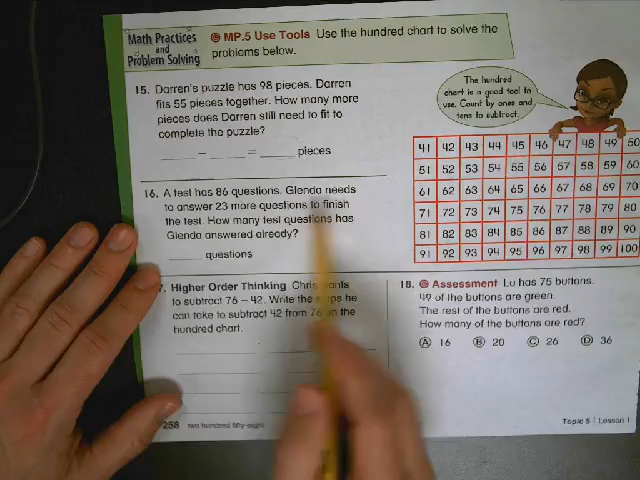 Math Practices
and
Problem Solving
MP.5 Use Tools Use the hundred chart to solve the
problems below.
15. Darren's puzzle has 98 pieces. Darren
fits 55 pieces together. How many more
pieces does Darren still need to fit to
complete the puzzle?
____ − ____ = ____ pieces
The hundred
chart is a good tool to
use. Count by ones and
tens to subtract.
41 42 43 44 45 46 47 48 49 50
51 52 53 54 55 56 57 58 59 60
61 62 63 64 65 66 67 68 69 70
71 72 73 74 75 76 77 78 79 80
81 82 83 84 85 86 87 88 89 90
91 92 93 94 95 96 97 98 99 100
16. A test has 86 questions. Glenda needs
to answer 23 more questions to finish
the test. How many test questions has
Glenda answered already?
____ questions
7. Higher Order Thinking Chris wants
to subtract 76 − 42. Write the steps he
can take to subtract 42 from 76 on the
hundred chart.
18. Assessment Lu has 75 buttons.
49 of the buttons are green.
The rest of the buttons are red.
How many of the buttons are red?
A 16 B 20 C 26 D 36
258 two hundred fifty-eight
Topic 5 | Lesson 1